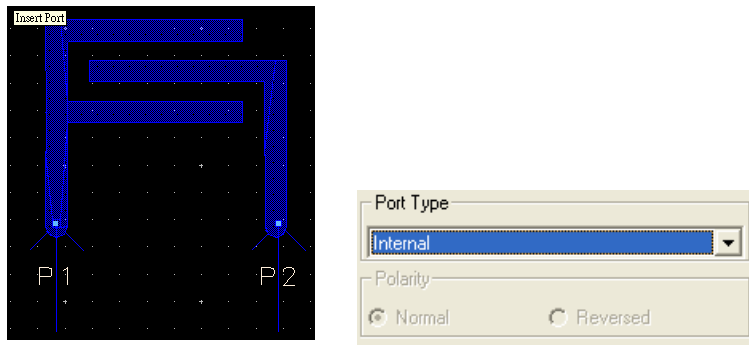 Insert Port
P1
P2
Port Type
Internal
Polarity
Normal
Reversed